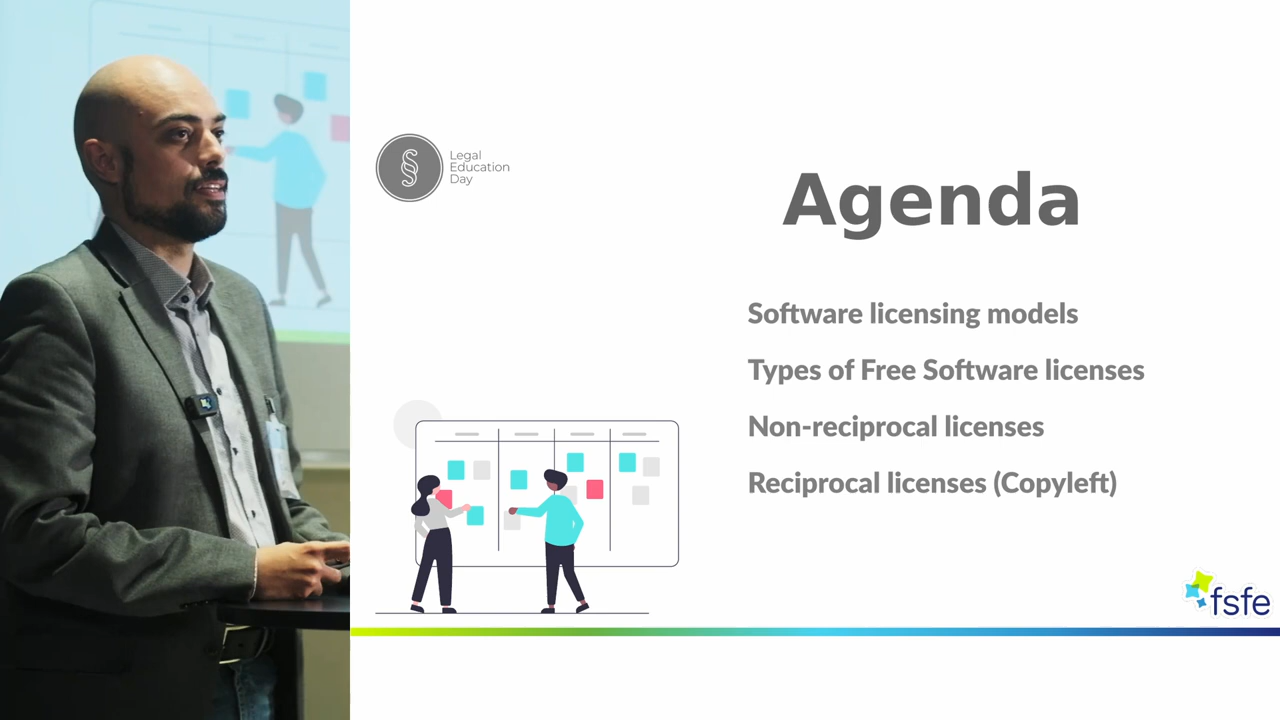 Legal
Education
Day
Agenda
Software licensing models
Types of Free Software licenses
Non-reciprocal licenses
Reciprocal licenses (Copyleft)
fsfe